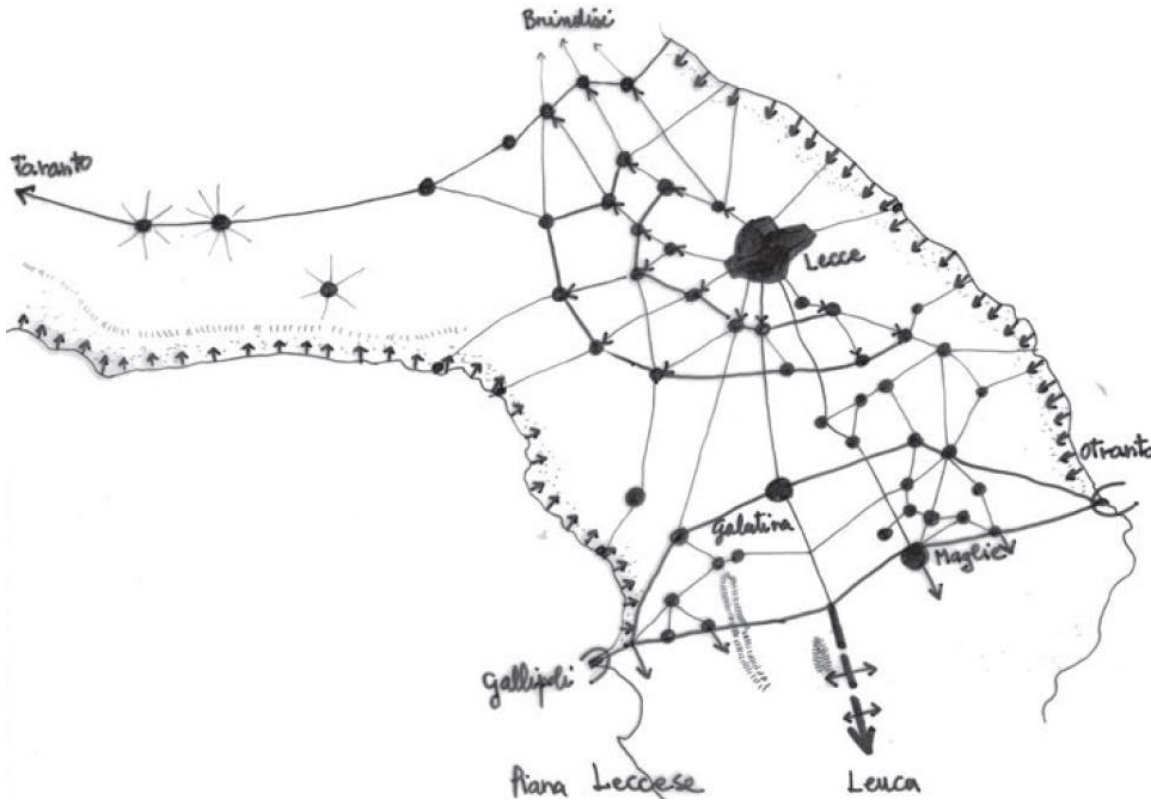 Brindisi
Taranto
Lecce
Otranto
Galatina
Maglie
Gallipoli
Piana Leccese
Leuca